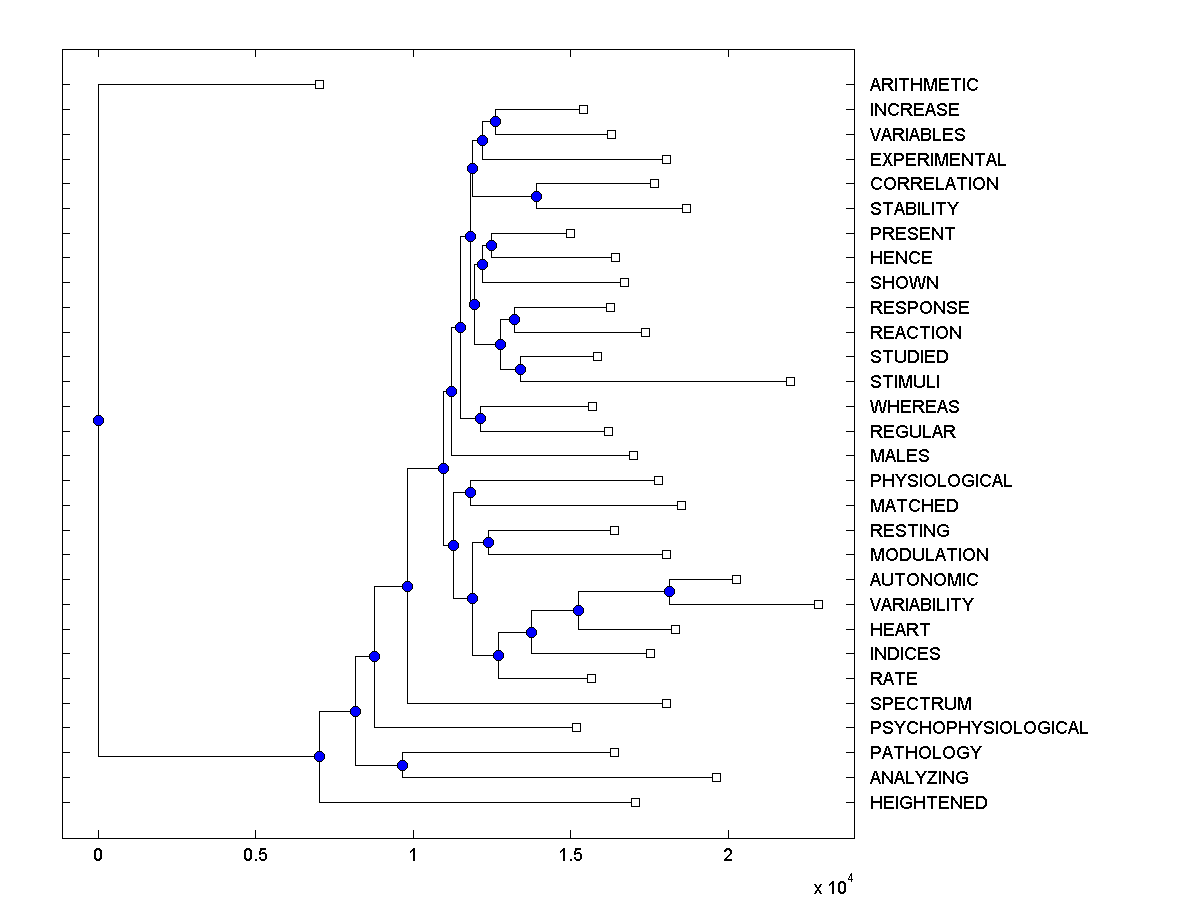 ARITHMETIC
INCREASE
VARIABLES
EXPERIMENTAL
CORRELATION
STABILITY
PRESENT
HENCE
SHOWN
RESPONSE
REACTION
STUDIED
STIMULI
WHEREAS
REGULAR
MALES
PHYSIOLOGICAL
MATCHED
RESTING
MODULATION
AUTONOMIC
VARIABILITY
HEART
INDICES
RATE
SPECTRUM
PSYCHOPHYSIOLOGICAL
PATHOLOGY
ANALYZING
HEIGHTENED
0 0.5 1 1.5 2
x 10^4